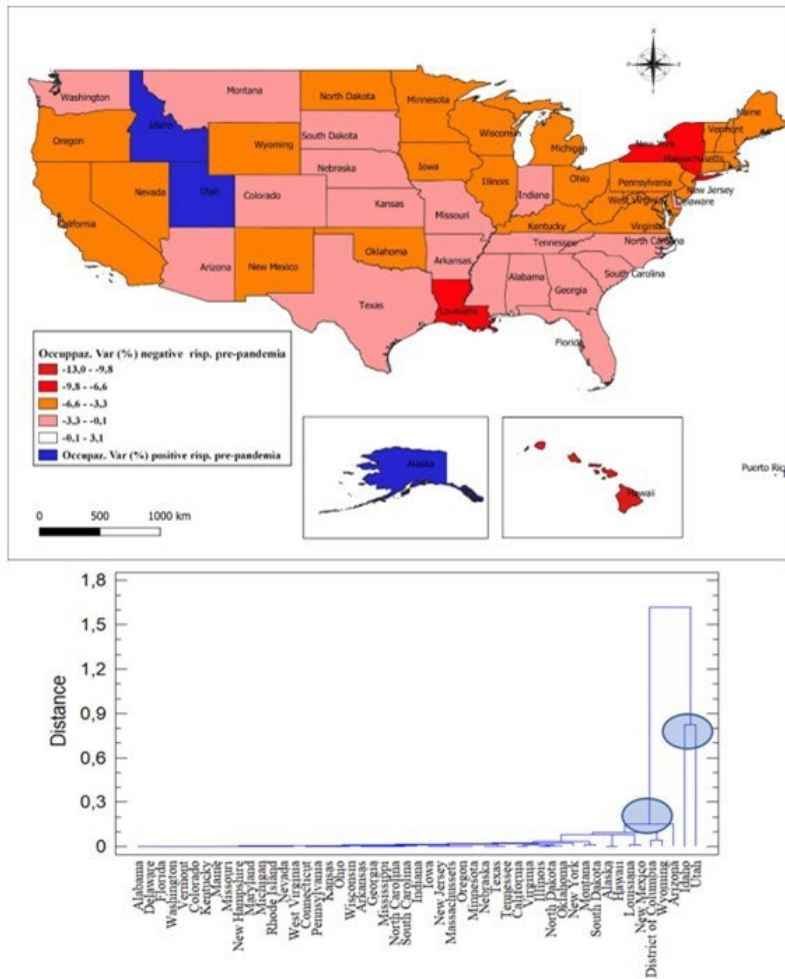 Washington
Montana
North Dakota
Minnesota
Maine
Oregon
Idaho
Wyoming
South Dakota
Wisconsin
Michigan
New York
Vermont
Massachusetts
Nebraska
Iowa
Illinois
Indiana
Ohio
Pennsylvania
New Jersey
Delaware
Nevada
Utah
Colorado
Kansas
Missouri
Kentucky
West Virginia
Virginia
California
Arizona
New Mexico
Oklahoma
Arkansas
Tennessee
North Carolina
South Carolina
Texas
Louisiana
Alabama
Georgia
Florida
Occuppaz. Var (%) negative risp. pre-pandemia
-13,0 - -9,8
-9,8 - -6,6
-6,6 - -3,3
-3,3 - -0,1
-0,1 - 3,1
Occupaz. Var (%) positive risp. pre-pandemia
0 500 1000 km
Alaska
Hawaii
Puerto Ric
1,8
1,5
1,2
0,9
0,6
0,3
0
Distance
Alabama
Delaware
Florida
Washington
Vermont
Colorado
Kentucky
Maine
Missouri
New Hampshire
Maryland
Michigan
Rhode Island
Nevada
West Virginia
Connecticut
Pennsylvania
Kansas
Ohio
Wisconsin
Arkansas
Georgia
Mississippi
North Carolina
South Carolina
Indiana
Iowa
New Jersey
Massachussets
Oregon
Minnesota
Nebraska
Texas
Tennessee
California
Virginia
Illinois
North Dakota
Oklahoma
New York
Montana
South Dakota
Alaska
Hawaii
Louisiana
New Mexico
District of Columbia
Wyoming
Arizona
Idaho
Utah